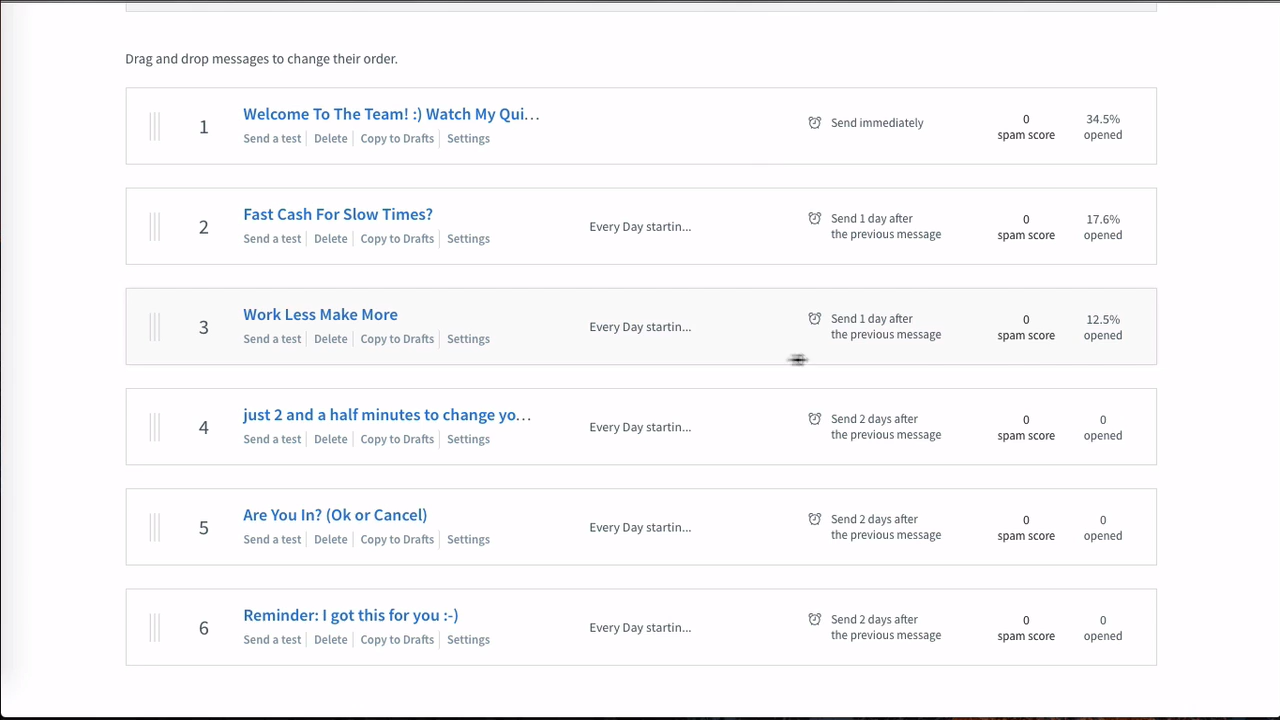 Drag and drop messages to change their order.
1
Welcome To The Team! :) Watch My Qui...
Send a test Delete Copy to Drafts Settings
Send immediately
0
spam score
34.5%
opened
2
Fast Cash For Slow Times?
Send a test Delete Copy to Drafts Settings
Every Day startin...
Send 1 day after
the previous message
0
spam score
17.6%
opened
3
Work Less Make More
Send a test Delete Copy to Drafts Settings
Every Day startin...
Send 1 day after
the previous message
0
spam score
12.5%
opened
4
just 2 and a half minutes to change yo...
Send a test Delete Copy to Drafts Settings
Every Day startin...
Send 2 days after
the previous message
0
spam score
0
opened
5
Are You In? (Ok or Cancel)
Send a test Delete Copy to Drafts Settings
Every Day startin...
Send 2 days after
the previous message
0
spam score
0
opened
6
Reminder: I got this for you :-)
Send a test Delete Copy to Drafts Settings
Every Day startin...
Send 2 days after
the previous message
0
spam score
0
opened